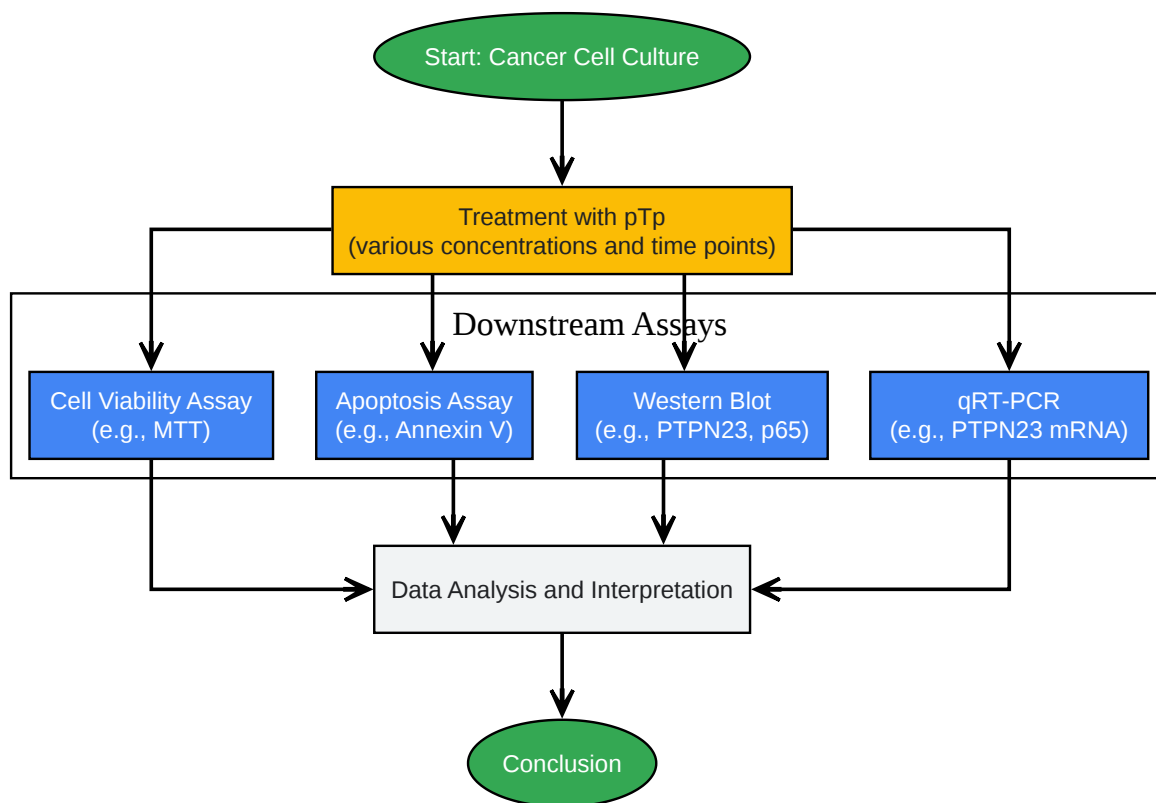 Start: Cancer Cell Culture
Treatment with pTp
(various concentrations and time points)
Downstream Assays
Cell Viability Assay
(e.g., MTT)
Apoptosis Assay
(e.g., Annexin V)
Western Blot
(e.g., PTPN23, p65)
qRT-PCR
(e.g., PTPN23 mRNA)
Data Analysis and Interpretation
Conclusion